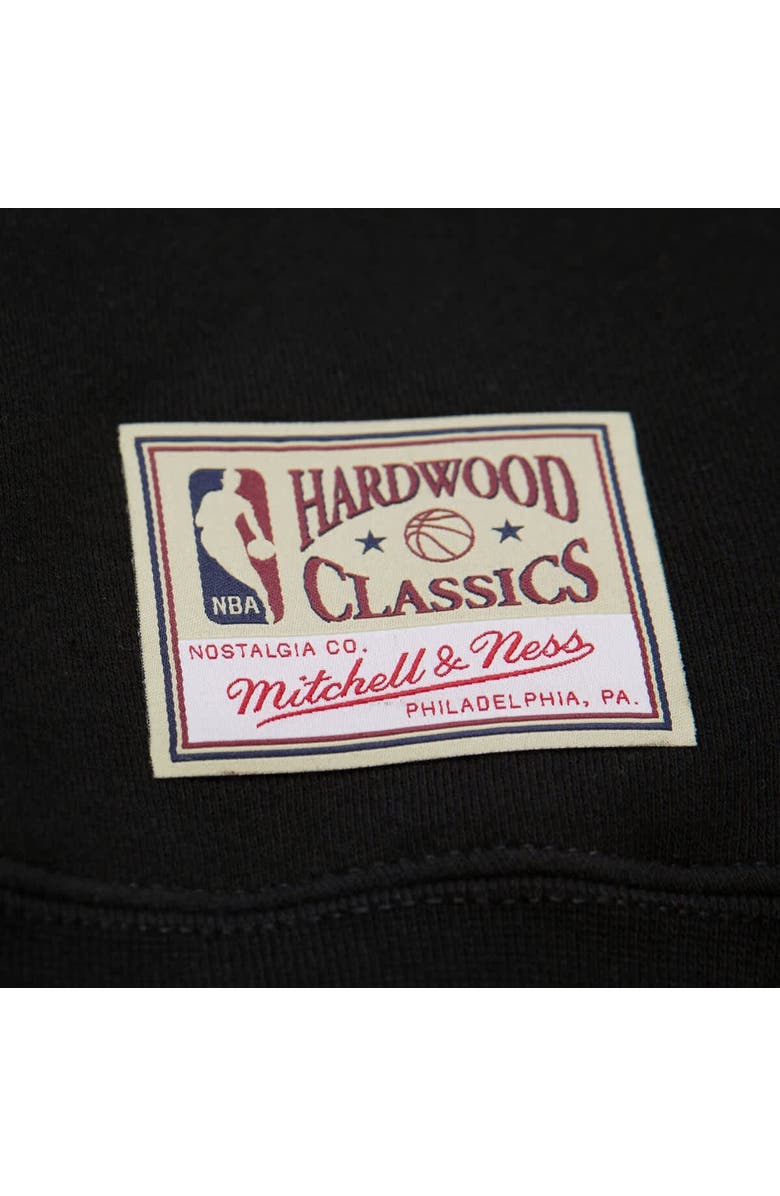 HARDWOOD
CLASSICS
NBA
NOSTALGIA CO.
Mitchell & Ness
PHILADELPHIA, PA.